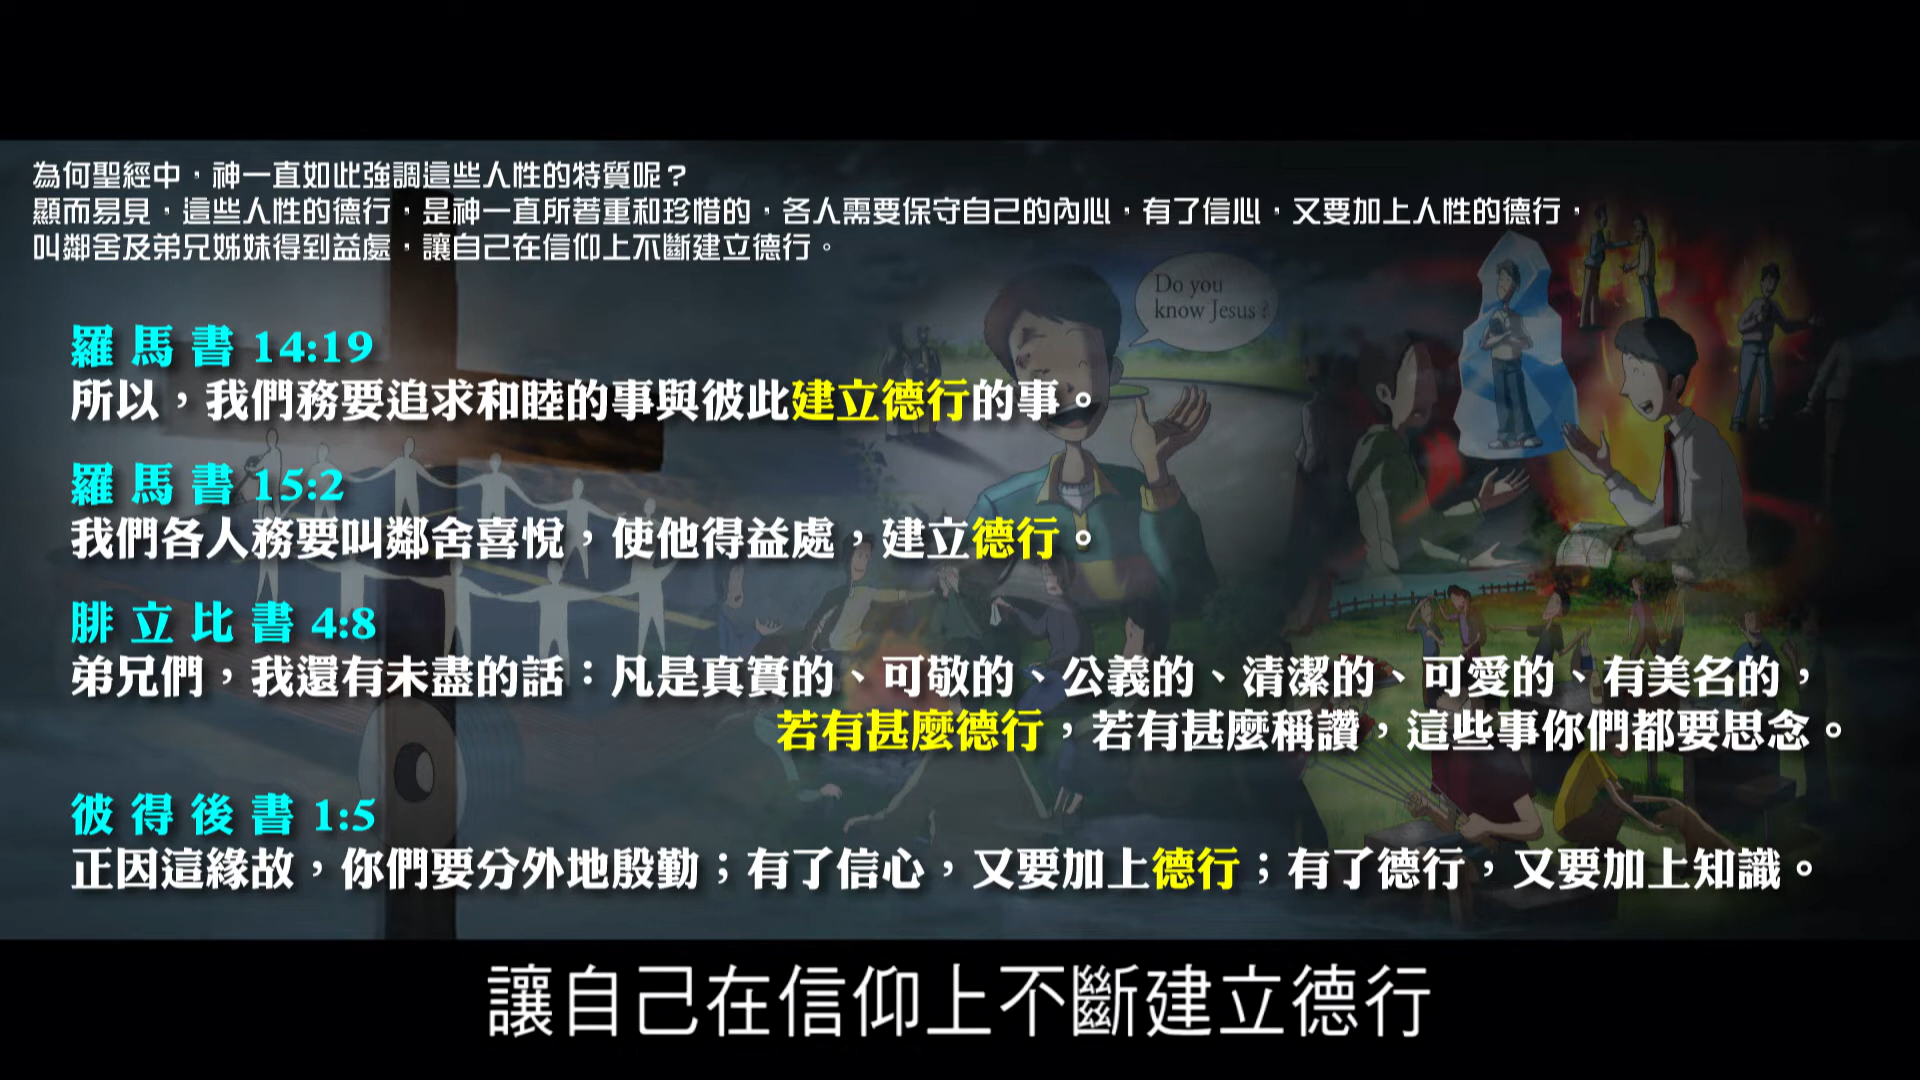 為何聖經中，神一直如此強調這些人性的特質呢？
顯而易見，這些人性的德行，是神一直所著重和珍惜的，各人需要保守自己的內心，有了信心，又要加上人性的德行，
叫鄰舍及弟兄姊妹得到益處，讓自己在信仰上不斷建立德行。
Do you
know Jesus?
羅馬書 14:19
所以，我們務要追求和睦的事與彼此建立德行的事。
羅馬書 15:2
我們各人務要叫鄰舍喜悅，使他得益處，建立德行。
腓立比書 4:8
弟兄們，我還有未盡的話：凡是真實的、可敬的、公義的、清潔的、可愛的、有美名的，
若有甚麼德行，若有甚麼稱讚，這些事你們都要思念。
彼得後書 1:5
正因這緣故，你們要分外地殷勤；有了信心，又要加上德行；有了德行，又要加上知識。
讓自己在信仰上不斷建立德行